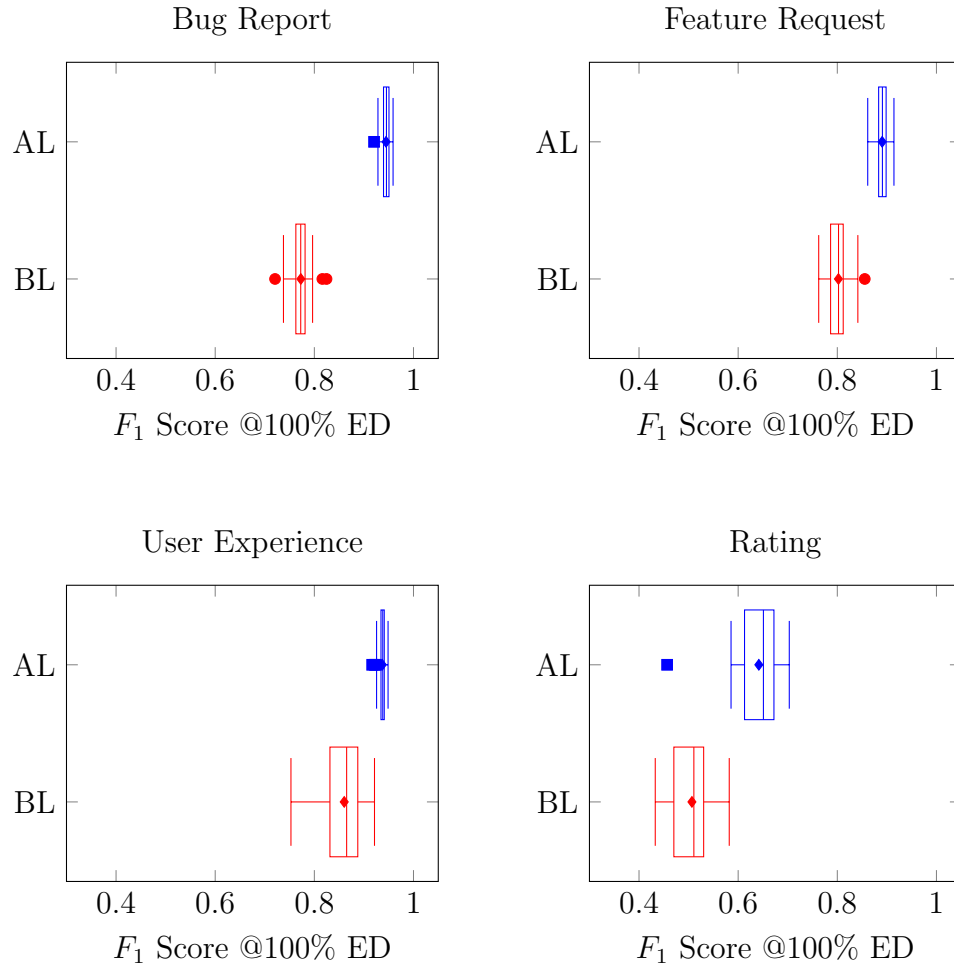 Bug Report
AL
BL
0.4 0.6 0.8 1
F1 Score @100% ED
Feature Request
AL
BL
0.4 0.6 0.8 1
F1 Score @100% ED
User Experience
AL
BL
0.4 0.6 0.8 1
F1 Score @100% ED
Rating
AL
BL
0.4 0.6 0.8 1
F1 Score @100% ED